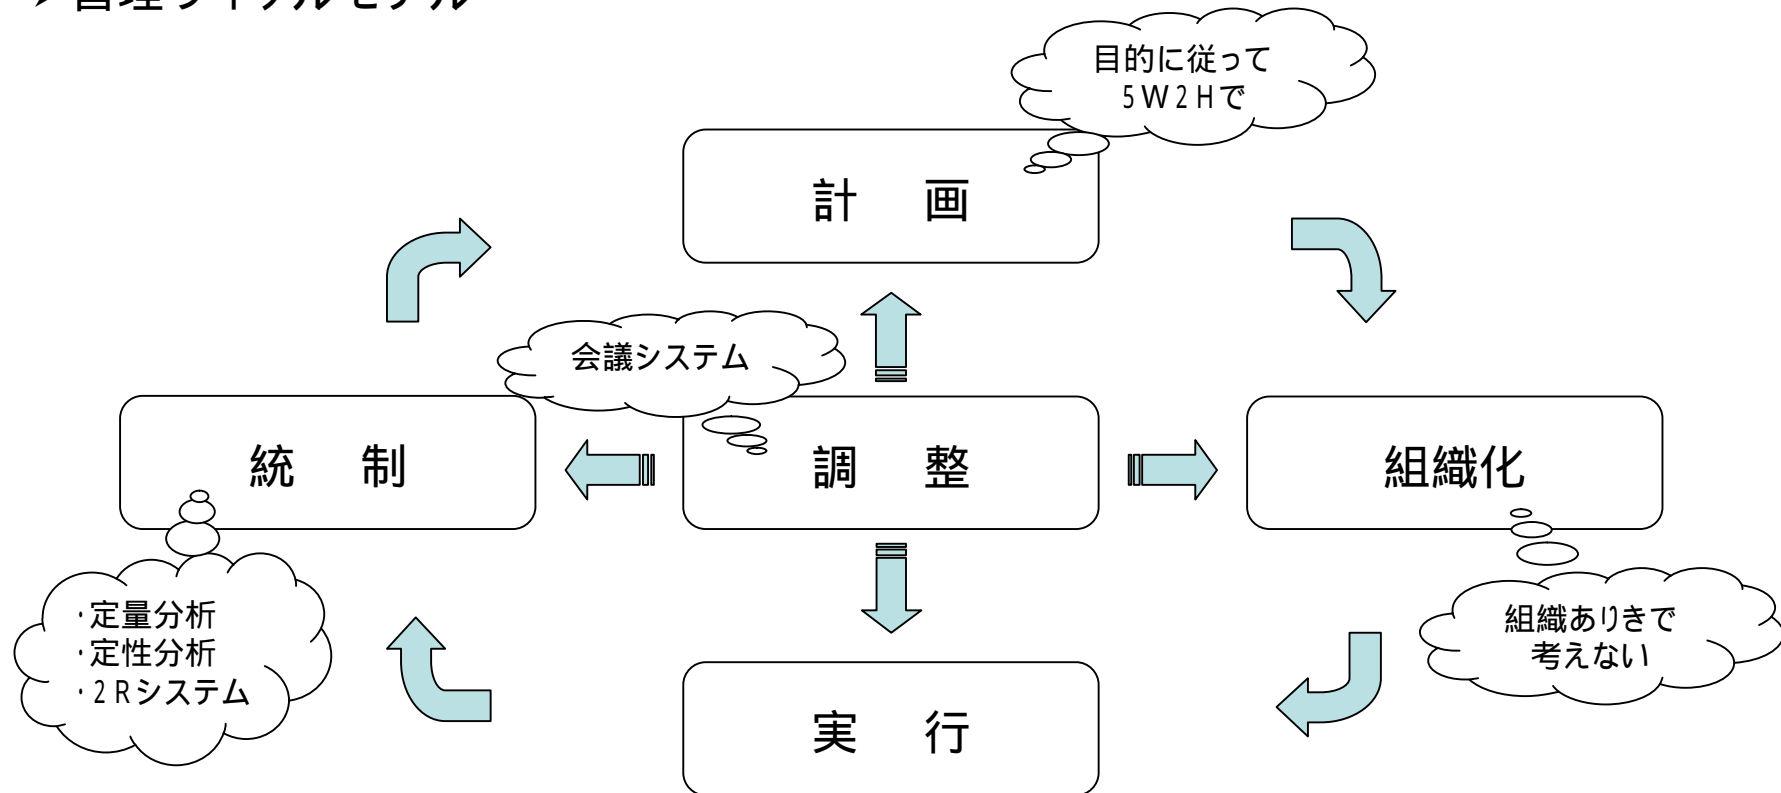 目的に従って
5W2Hで
計 画
会議システム
統 制
調 整
組織化
・定量分析
・定性分析
・2Rシステム
組織ありきで
考えない
実 行